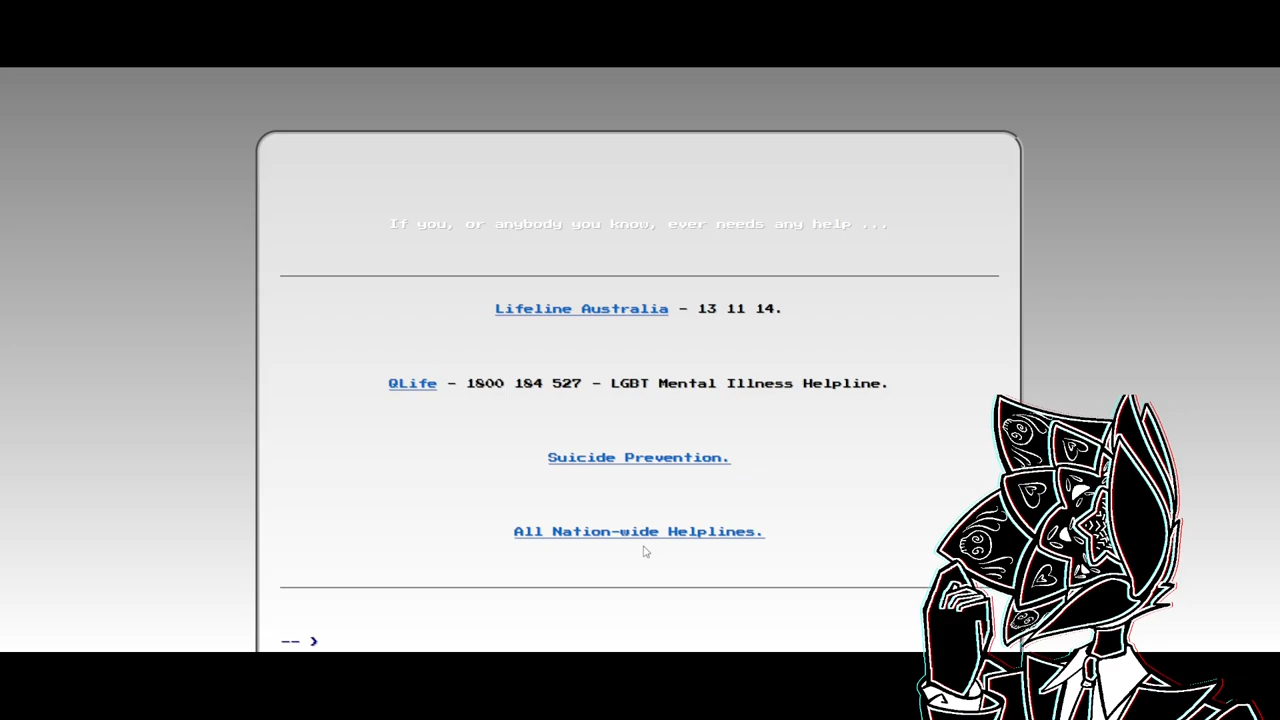 If you, or anybody you know, ever needs any help ...
Lifeline Australia - 13 11 14.
QLife - 1800 184 527 - LGBT Mental Illness Helpline.
Suicide Prevention.
All Nation-wide Helplines.
-- ❯